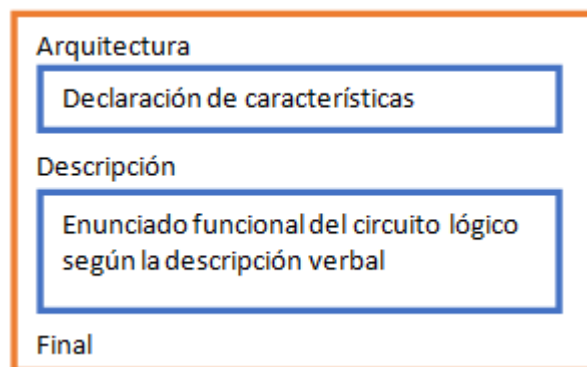 Arquitectura
Declaración de características
Descripción
Enunciado funcional del circuito lógico
según la descripción verbal
Final